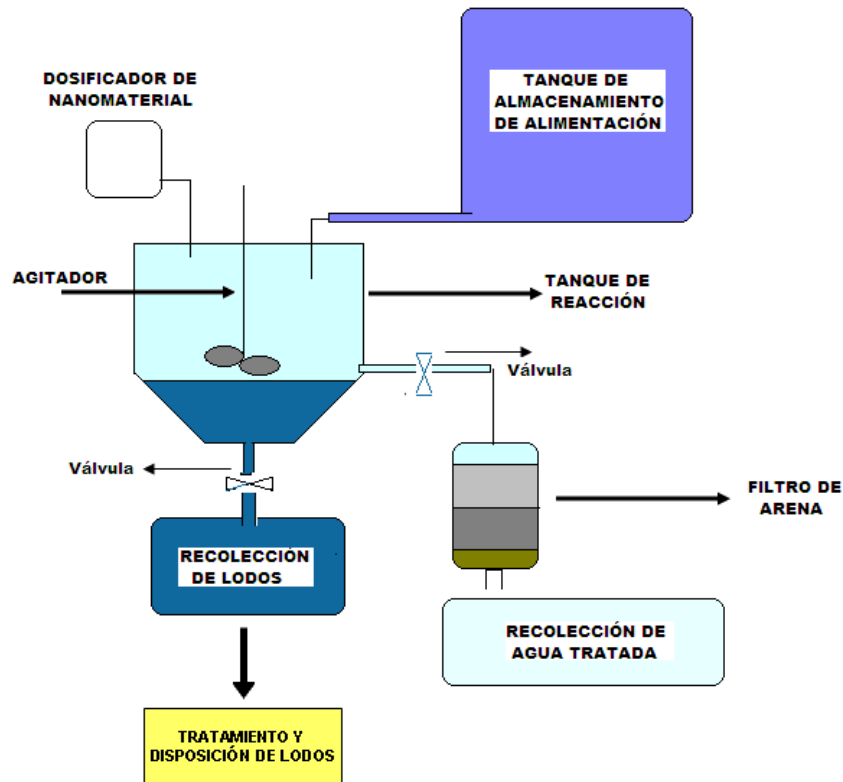 DOSIFICADOR DE
NANOMATERIAL
TANQUE DE
ALMACENAMIENTO
DE ALIMENTACIÓN
AGITADOR
TANQUE DE
REACCIÓN
Válvula
Válvula
FILTRO DE
ARENA
RECOLECCIÓN
DE LODOS
RECOLECCIÓN DE
AGUA TRATADA
TRATAMIENTO Y
DISPOSICIÓN DE LODOS